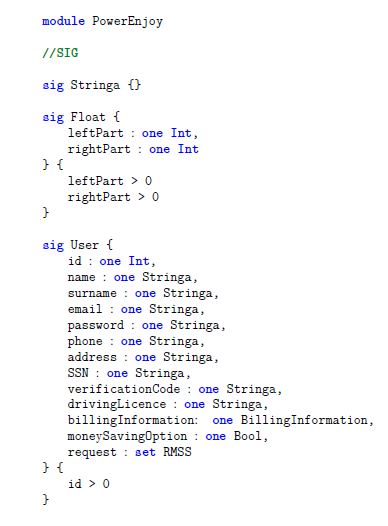 module PowerEnjoy
//SIG
sig Stringa {}
sig Float {
leftPart : one Int,
rightPart : one Int
} {
leftPart > 0
rightPart > 0
}
sig User {
id : one Int,
name : one Stringa,
surname : one Stringa,
email : one Stringa,
password : one Stringa,
phone : one Stringa,
address : one Stringa,
SSN : one Stringa,
verificationCode : one Stringa,
drivingLicence : one Stringa,
billingInformation: one BillingInformation,
moneySavingOption : one Bool,
request : set RMSS
} {
id > 0
}